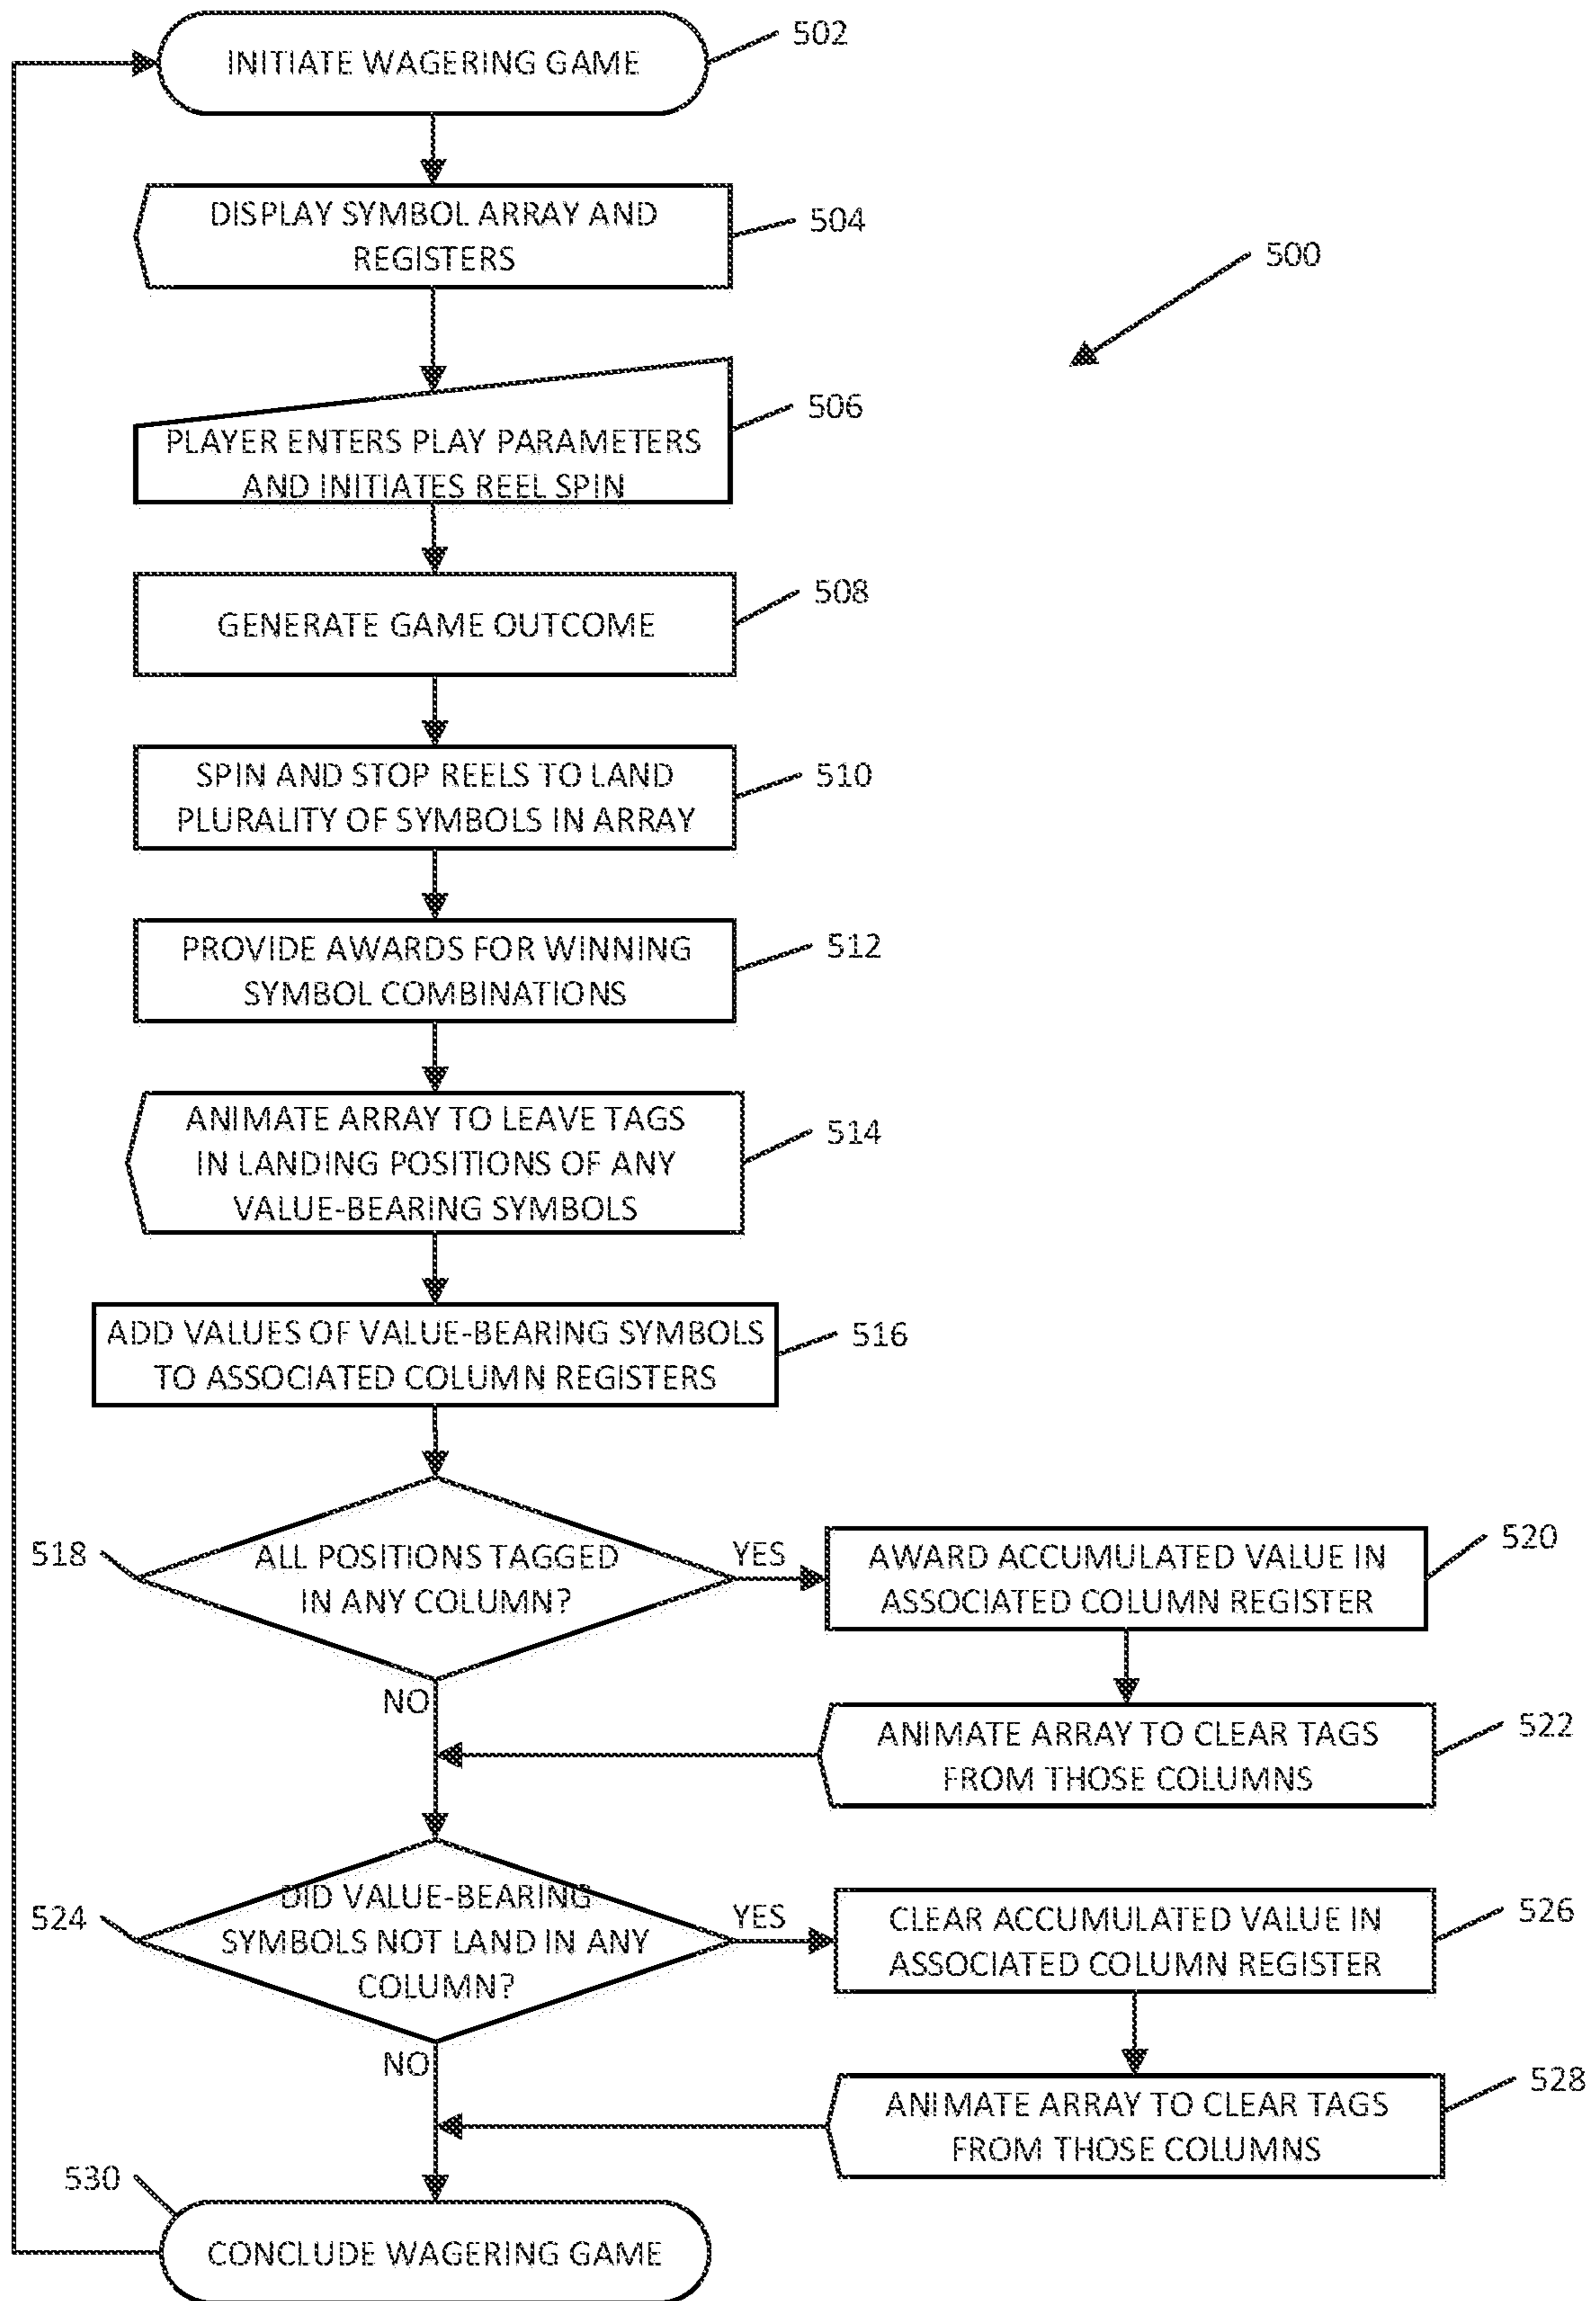 INITIATE WAGERING GAME
502
DISPLAY SYMBOL ARRAY AND
REGISTERS
504
500
PLAYER ENTERS PLAY PARAMETERS
AND INITIATES REEL SPIN
506
GENERATE GAME OUTCOME
508
SPIN AND STOP REELS TO LAND
PLURALITY OF SYMBOLS IN ARRAY
510
PROVIDE AWARDS FOR WINNING
SYMBOL COMBINATIONS
512
ANIMATE ARRAY TO LEAVE TAGS
IN LANDING POSITIONS OF ANY
VALUE-BEARING SYMBOLS
514
ADD VALUES OF VALUE-BEARING SYMBOLS
TO ASSOCIATED COLUMN REGISTERS
516
518
ALL POSITIONS TAGGED
IN ANY COLUMN?
YES
NO
AWARD ACCUMULATED VALUE IN
ASSOCIATED COLUMN REGISTER
520
ANIMATE ARRAY TO CLEAR TAGS
FROM THOSE COLUMNS
522
524
DID VALUE-BEARING
SYMBOLS NOT LAND IN ANY
COLUMN?
YES
NO
CLEAR ACCUMULATED VALUE IN
ASSOCIATED COLUMN REGISTER
526
ANIMATE ARRAY TO CLEAR TAGS
FROM THOSE COLUMNS
528
530
CONCLUDE WAGERING GAME